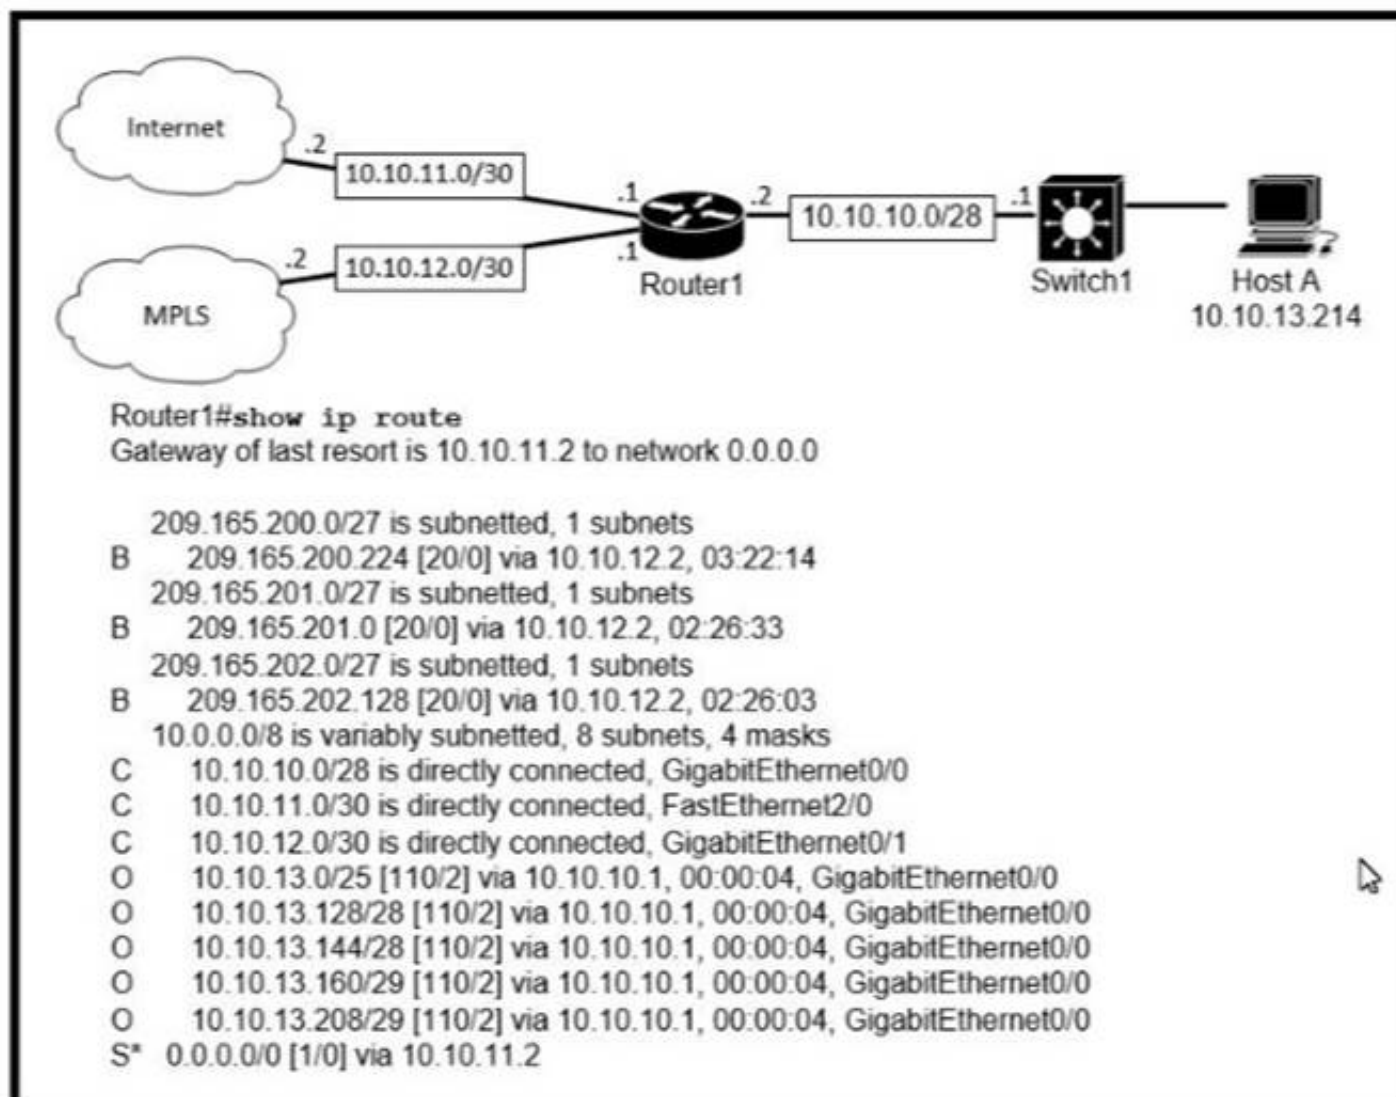 Internet
.2
10.10.11.0/30
.1
.2
10.10.10.0/28
.1
.2
10.10.12.0/30
.1
Router1
Switch1
Host A
MPLS
10.10.13.214
Router1#show ip route
Gateway of last resort is 10.10.11.2 to network 0.0.0.0
209.165.200.0/27 is subnetted, 1 subnets
B 209.165.200.224 [20/0] via 10.10.12.2, 03:22:14
209.165.201.0/27 is subnetted, 1 subnets
B 209.165.201.0 [20/0] via 10.10.12.2, 02:26:33
209.165.202.0/27 is subnetted, 1 subnets
B 209.165.202.128 [20/0] via 10.10.12.2, 02:26:03
10.0.0.0/8 is variably subnetted, 8 subnets, 4 masks
C 10.10.10.0/28 is directly connected, GigabitEthernet0/0
C 10.10.11.0/30 is directly connected, FastEthernet2/0
C 10.10.12.0/30 is directly connected, GigabitEthernet0/1
O 10.10.13.0/25 [110/2] via 10.10.10.1, 00:00:04, GigabitEthernet0/0
O 10.10.13.128/28 [110/2] via 10.10.10.1, 00:00:04, GigabitEthernet0/0
O 10.10.13.144/28 [110/2] via 10.10.10.1, 00:00:04, GigabitEthernet0/0
O 10.10.13.160/29 [110/2] via 10.10.10.1, 00:00:04, GigabitEthernet0/0
O 10.10.13.208/29 [110/2] via 10.10.10.1, 00:00:04, GigabitEthernet0/0
S* 0.0.0.0/0 [1/0] via 10.10.11.2